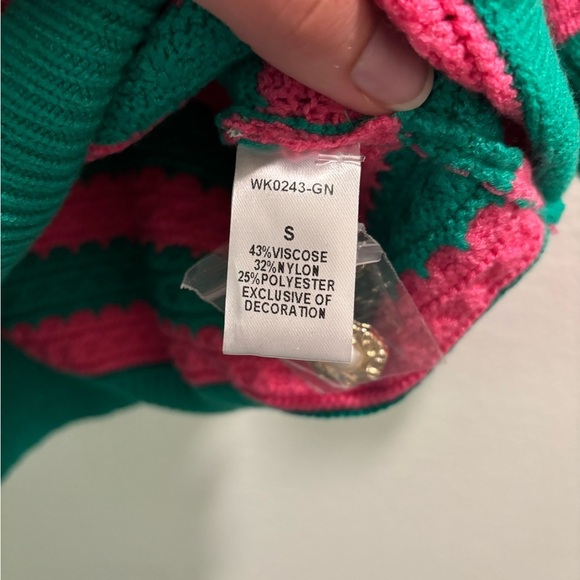 WK0243-GN
S
43%VISCOSE
32%NYLON
25%POLYESTER
EXCLUSIVE OF
DECORATION